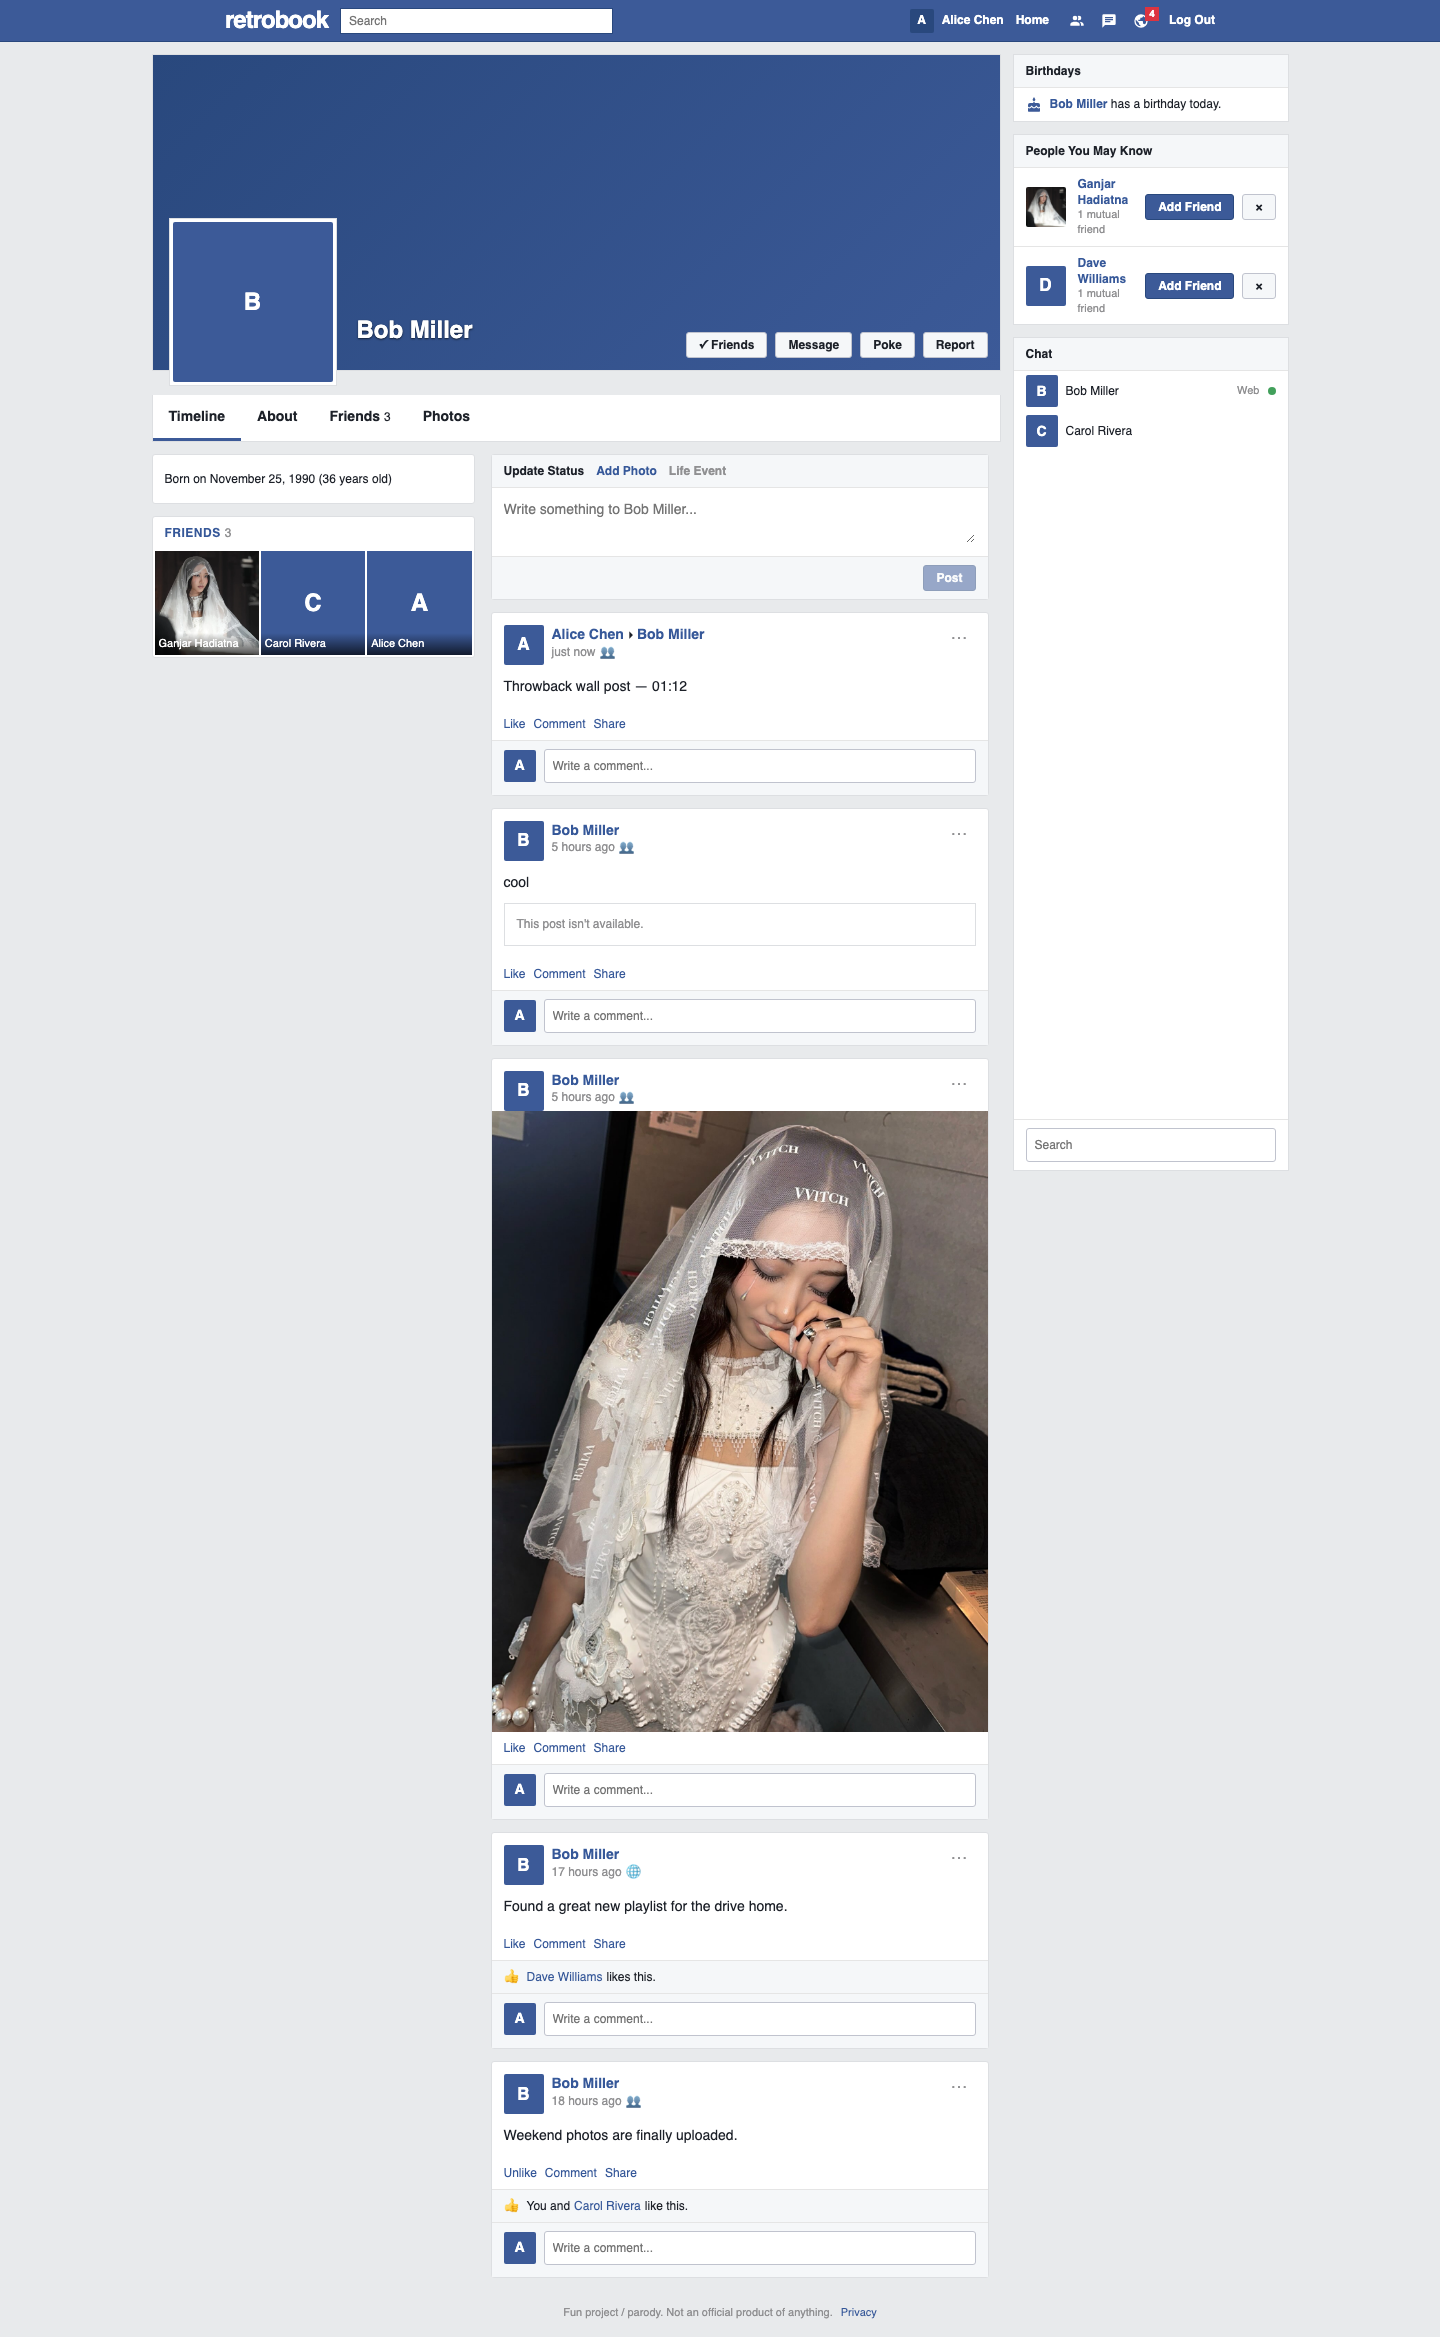 retrobook
Search
A Alice Chen Home 4 Log Out
B
Bob Miller
✓ Friends Message Poke Report
Timeline About Friends 3 Photos
Born on November 25, 1990 (36 years old)
FRIENDS 3
Ganjar Hadiatna
C
Carol Rivera
A
Alice Chen
Update Status Add Photo Life Event
Write something to Bob Miller...
Post
A
Alice Chen Bob Miller
just now
Throwback wall post — 01:12
Like Comment Share
A
Write a comment...
B
Bob Miller
5 hours ago
cool
This post isn't available.
Like Comment Share
A
Write a comment...
B
Bob Miller
5 hours ago
VVITCH
VVITCH
VVITCH
VVITCH
VVITCH
VVITCH
VVITCH
Like Comment Share
A
Write a comment...
B
Bob Miller
17 hours ago
Found a great new playlist for the drive home.
Like Comment Share
Dave Williams likes this.
A
Write a comment...
B
Bob Miller
18 hours ago
Weekend photos are finally uploaded.
Unlike Comment Share
You and Carol Rivera like this.
A
Write a comment...
Birthdays
Bob Miller has a birthday today.
People You May Know
Ganjar
Hadiatna
1 mutual
friend
Add Friend ×
D
Dave
Williams
1 mutual
friend
Add Friend ×
Chat
B Bob Miller Web
C Carol Rivera
Search
Fun project / parody. Not an official product of anything. Privacy